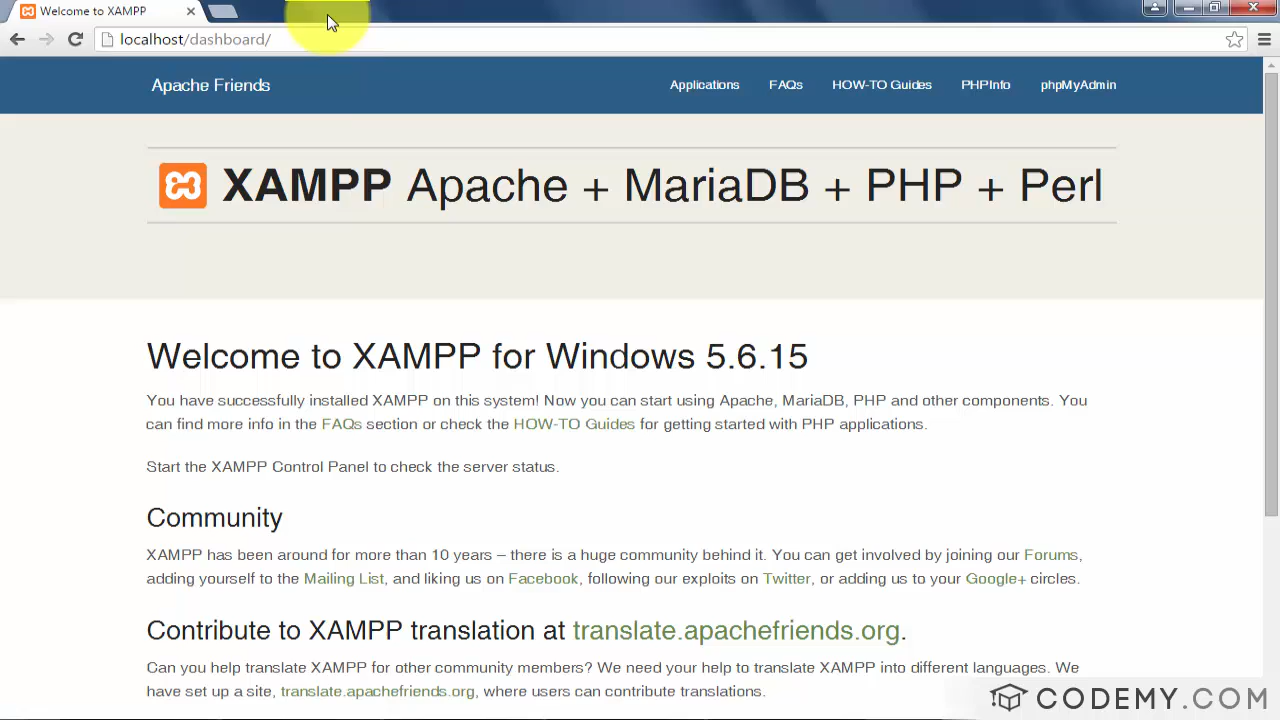 Welcome to XAMPP
localhost/dashboard/
Apache Friends Applications FAQs HOW-TO Guides PHPInfo phpMyAdmin
XAMPP Apache + MariaDB + PHP + Perl
Welcome to XAMPP for Windows 5.6.15
You have successfully installed XAMPP on this system! Now you can start using Apache, MariaDB, PHP and other components. You
can find more info in the FAQs section or check the HOW-TO Guides for getting started with PHP applications.
Start the XAMPP Control Panel to check the server status.
Community
XAMPP has been around for more than 10 years – there is a huge community behind it. You can get involved by joining our Forums,
adding yourself to the Mailing List, and liking us on Facebook, following our exploits on Twitter, or adding us to your Google+ circles.
Contribute to XAMPP translation at translate.apachefriends.org.
Can you help translate XAMPP for other community members? We need your help to translate XAMPP into different languages. We
have set up a site, translate.apachefriends.org, where users can contribute translations.
CODEMY.COM